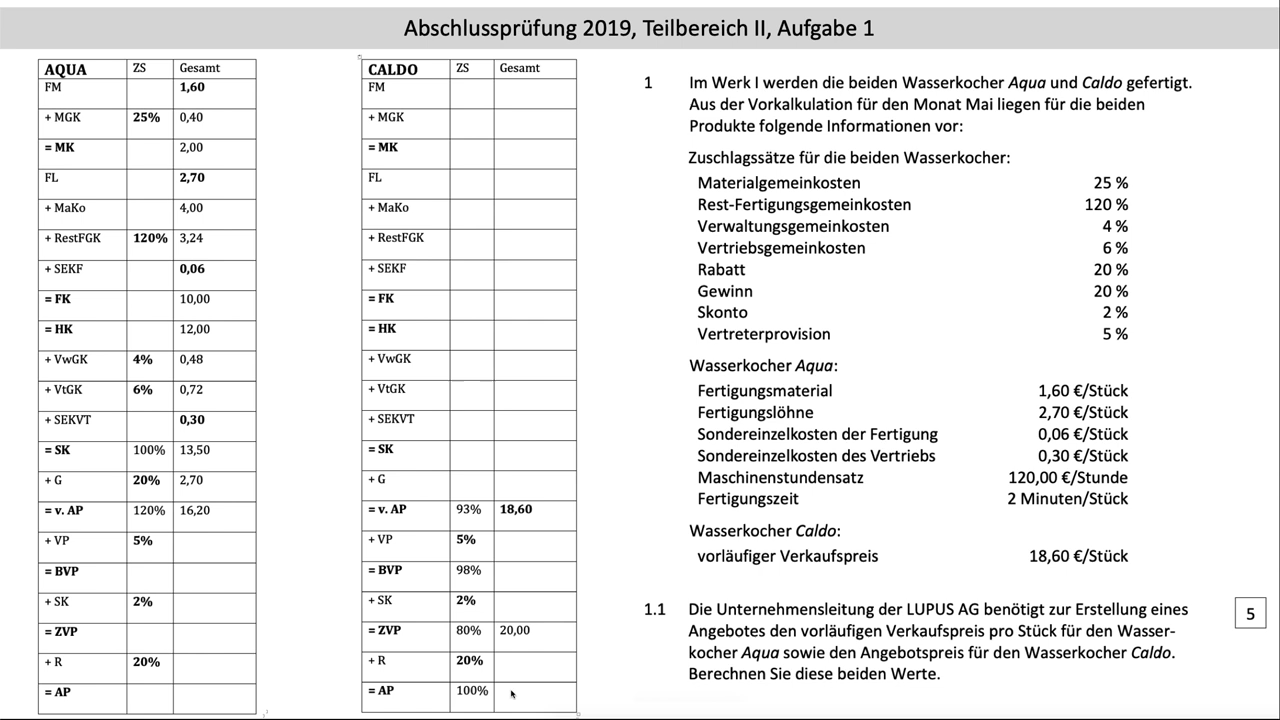 Abschlussprüfung 2019, Teilbereich II, Aufgabe 1
AQUA ZS Gesamt
FM 1,60
+ MGK 25% 0,40
= MK 2,00
FL 2,70
+ MaKo 4,00
+ RestFGK 120% 3,24
+ SEKF 0,06
= FK 10,00
= HK 12,00
+ VwGK 4% 0,48
+ VtGK 6% 0,72
+ SEKVT 0,30
= SK 100% 13,50
+ G 20% 2,70
= v. AP 120% 16,20
+ VP 5%
= BVP
+ SK 2%
= ZVP
+ R 20%
= AP
CALDO ZS Gesamt
FM
+ MGK
= MK
FL
+ MaKo
+ RestFGK
+ SEKF
= FK
= HK
+ VwGK
+ VtGK
+ SEKVT
= SK
+ G
= v. AP 93% 18,60
+ VP 5%
= BVP 98%
+ SK 2%
= ZVP 80% 20,00
+ R 20%
= AP 100%
1 Im Werk I werden die beiden Wasserkocher Aqua und Caldo gefertigt.
Aus der Vorkalkulation für den Monat Mai liegen für die beiden
Produkte folgende Informationen vor:
Zuschlagssätze für die beiden Wasserkocher:
Materialgemeinkosten 25 %
Rest-Fertigungsgemeinkosten 120 %
Verwaltungsgemeinkosten 4 %
Vertriebsgemeinkosten 6 %
Rabatt 20 %
Gewinn 20 %
Skonto 2 %
Vertreterprovision 5 %
Wasserkocher Aqua:
Fertigungsmaterial 1,60 €/Stück
Fertigungslöhne 2,70 €/Stück
Sondereinzelkosten der Fertigung 0,06 €/Stück
Sondereinzelkosten des Vertriebs 0,30 €/Stück
Maschinenstundensatz 120,00 €/Stunde
Fertigungszeit 2 Minuten/Stück
Wasserkocher Caldo:
vorläufiger Verkaufspreis 18,60 €/Stück
1.1 Die Unternehmensleitung der LUPUS AG benötigt zur Erstellung eines 5
Angebotes den vorläufigen Verkaufspreis pro Stück für den Wasser-
kocher Aqua sowie den Angebotspreis für den Wasserkocher Caldo.
Berechnen Sie diese beiden Werte.